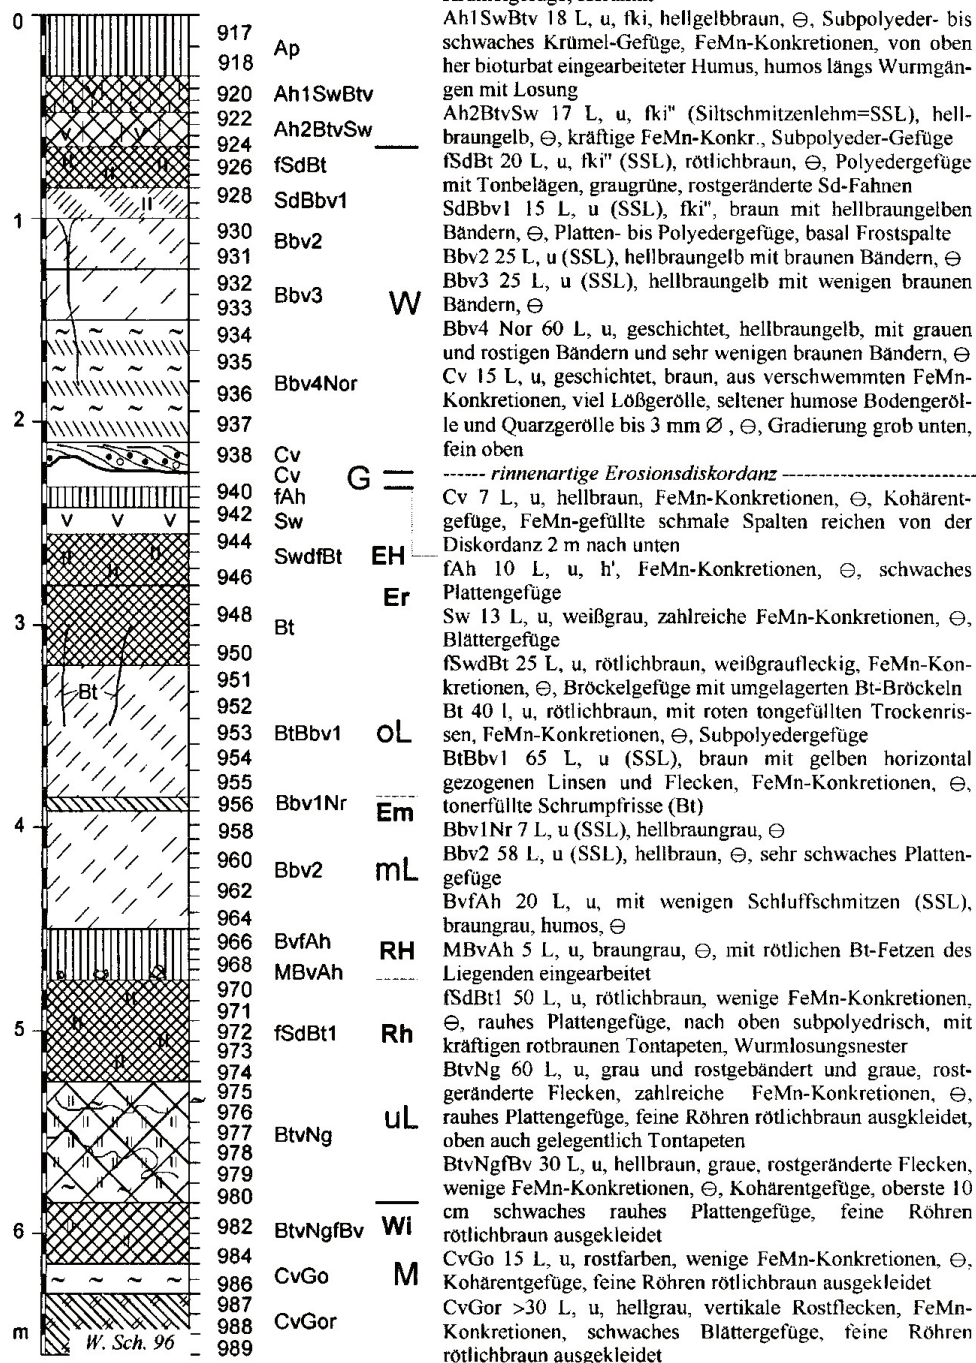 0
917
918
Ap
920
Ah1SwBtv
922
Ah2BtvSw
924
926
fSdBt
928
SdBbv1
1
930
Bbv2
931
932
Bbv3
W
933
934
935
Bbv4Nor
936
2
937
938
Cv
Cv
G
940
fAh
942
Sw
944
SwdfBt
EH
946
Er
3
948
Bt
950
951
Bt
952
953
BtBbv1
oL
954
955
956
Bbv1Nr
Em
4
958
960
Bbv2
mL
962
964
966
BvfAh
RH
968
MBvAh
970
971
5
972
fSdBt1
Rh
973
974
975
976
uL
977
BtvNg
978
979
980
6
982
BtvNgfBv
Wi
984
986
CvGo
M
987
988
CvGor
m
989
W. Sch. 96
Ah1SwBtv 18 L, u, fki, hellgelbbraun, ⊖, Subpolyeder- bis
schwaches Krümel-Gefüge, FeMn-Konkretionen, von oben
her bioturbat eingearbeiteter Humus, humos längs Wurmgän-
gen mit Losung
Ah2BtvSw 17 L, u, fki" (Siltschmitzenlehm=SSL), hell-
braungelb, ⊖, kräftige FeMn-Konkr., Subpolyeder-Gefüge
fSdBt 20 L, u, fki" (SSL), rötlichbraun, ⊖, Polyedergefüge
mit Tonbelägen, graugrüne, rostgeränderte Sd-Fahnen
SdBbv1 15 L, u (SSL), fki", braun mit hellbraungelben
Bändern, ⊖, Platten- bis Polyedergefüge, basal Frostspalte
Bbv2 25 L, u (SSL), hellbraungelb mit braunen Bändern, ⊖
Bbv3 25 L, u (SSL), hellbraungelb mit wenigen braunen
Bändern, ⊖
Bbv4 Nor 60 L, u, geschichtet, hellbraungelb, mit grauen
und rostigen Bändern und sehr wenigen braunen Bändern, ⊖
Cv 15 L, u, geschichtet, braun, aus verschwemmten FeMn-
Konkretionen, viel Lößgerölle, seltener humose Bodengeröl-
le und Quarzgerölle bis 3 mm Ø , ⊖, Gradierung grob unten,
fein oben
------ rinnenartige Erosionsdiskordanz ------
Cv 7 L, u, hellbraun, FeMn-Konkretionen, ⊖, Kohärent-
gefüge, FeMn-gefüllte schmale Spalten reichen von der
Diskordanz 2 m nach unten
fAh 10 L, u, h', FeMn-Konkretionen, ⊖, schwaches
Plattengefüge
Sw 13 L, u, weißgrau, zahlreiche FeMn-Konkretionen, ⊖,
Blättergefüge
fSwdBt 25 L, u, rötlichbraun, weißgraufleckig, FeMn-Kon-
kretionen, ⊖, Bröckelgefüge mit umgelagerten Bt-Bröckeln
Bt 40 l, u, rötlichbraun, mit roten tongefüllten Trockenris-
sen, FeMn-Konkretionen, ⊖, Subpolyedergefüge
BtBbv1 65 L, u (SSL), braun mit gelben horizontal
gezogenen Linsen und Flecken, FeMn-Konkretionen, ⊖,
tonerfüllte Schrumpfrisse (Bt)
Bbv1Nr 7 L, u (SSL), hellbraungrau, ⊖
Bbv2 58 L, u (SSL), hellbraun, ⊖, sehr schwaches Platten-
gefüge
BvfAh 20 L, u, mit wenigen Schluffschmitzen (SSL),
braungrau, humos, ⊖
MBvAh 5 L, u, braungrau, ⊖, mit rötlichen Bt-Fetzen des
Liegenden eingearbeitet
fSdBt1 50 L, u, rötlichbraun, wenige FeMn-Konkretionen,
⊖, rauhes Plattengefüge, nach oben subpolyedrisch, mit
kräftigen rotbraunen Tontapeten, Wurmlosungsnester
BtvNg 60 L, u, grau und rostgebändert und graue, rost-
geränderte Flecken, zahlreiche FeMn-Konkretionen, ⊖,
rauhes Plattengefüge, feine Röhren rötlichbraun ausgkleidet,
oben auch gelegentlich Tontapeten
BtvNgfBv 30 L, u, hellbraun, graue, rostgeränderte Flecken,
wenige FeMn-Konkretionen, ⊖, Kohärentgefüge, oberste 10
cm schwaches rauhes Plattengefüge, feine Röhren
rötlichbraun ausgekleidet
CvGo 15 L, u, rostfarben, wenige FeMn-Konkretionen, ⊖,
Kohärentgefüge, feine Röhren rötlichbraun ausgekleidet
CvGor >30 L, u, hellgrau, vertikale Rostflecken, FeMn-
Konkretionen, schwaches Blättergefüge, feine Röhren
rötlichbraun ausgekleidet